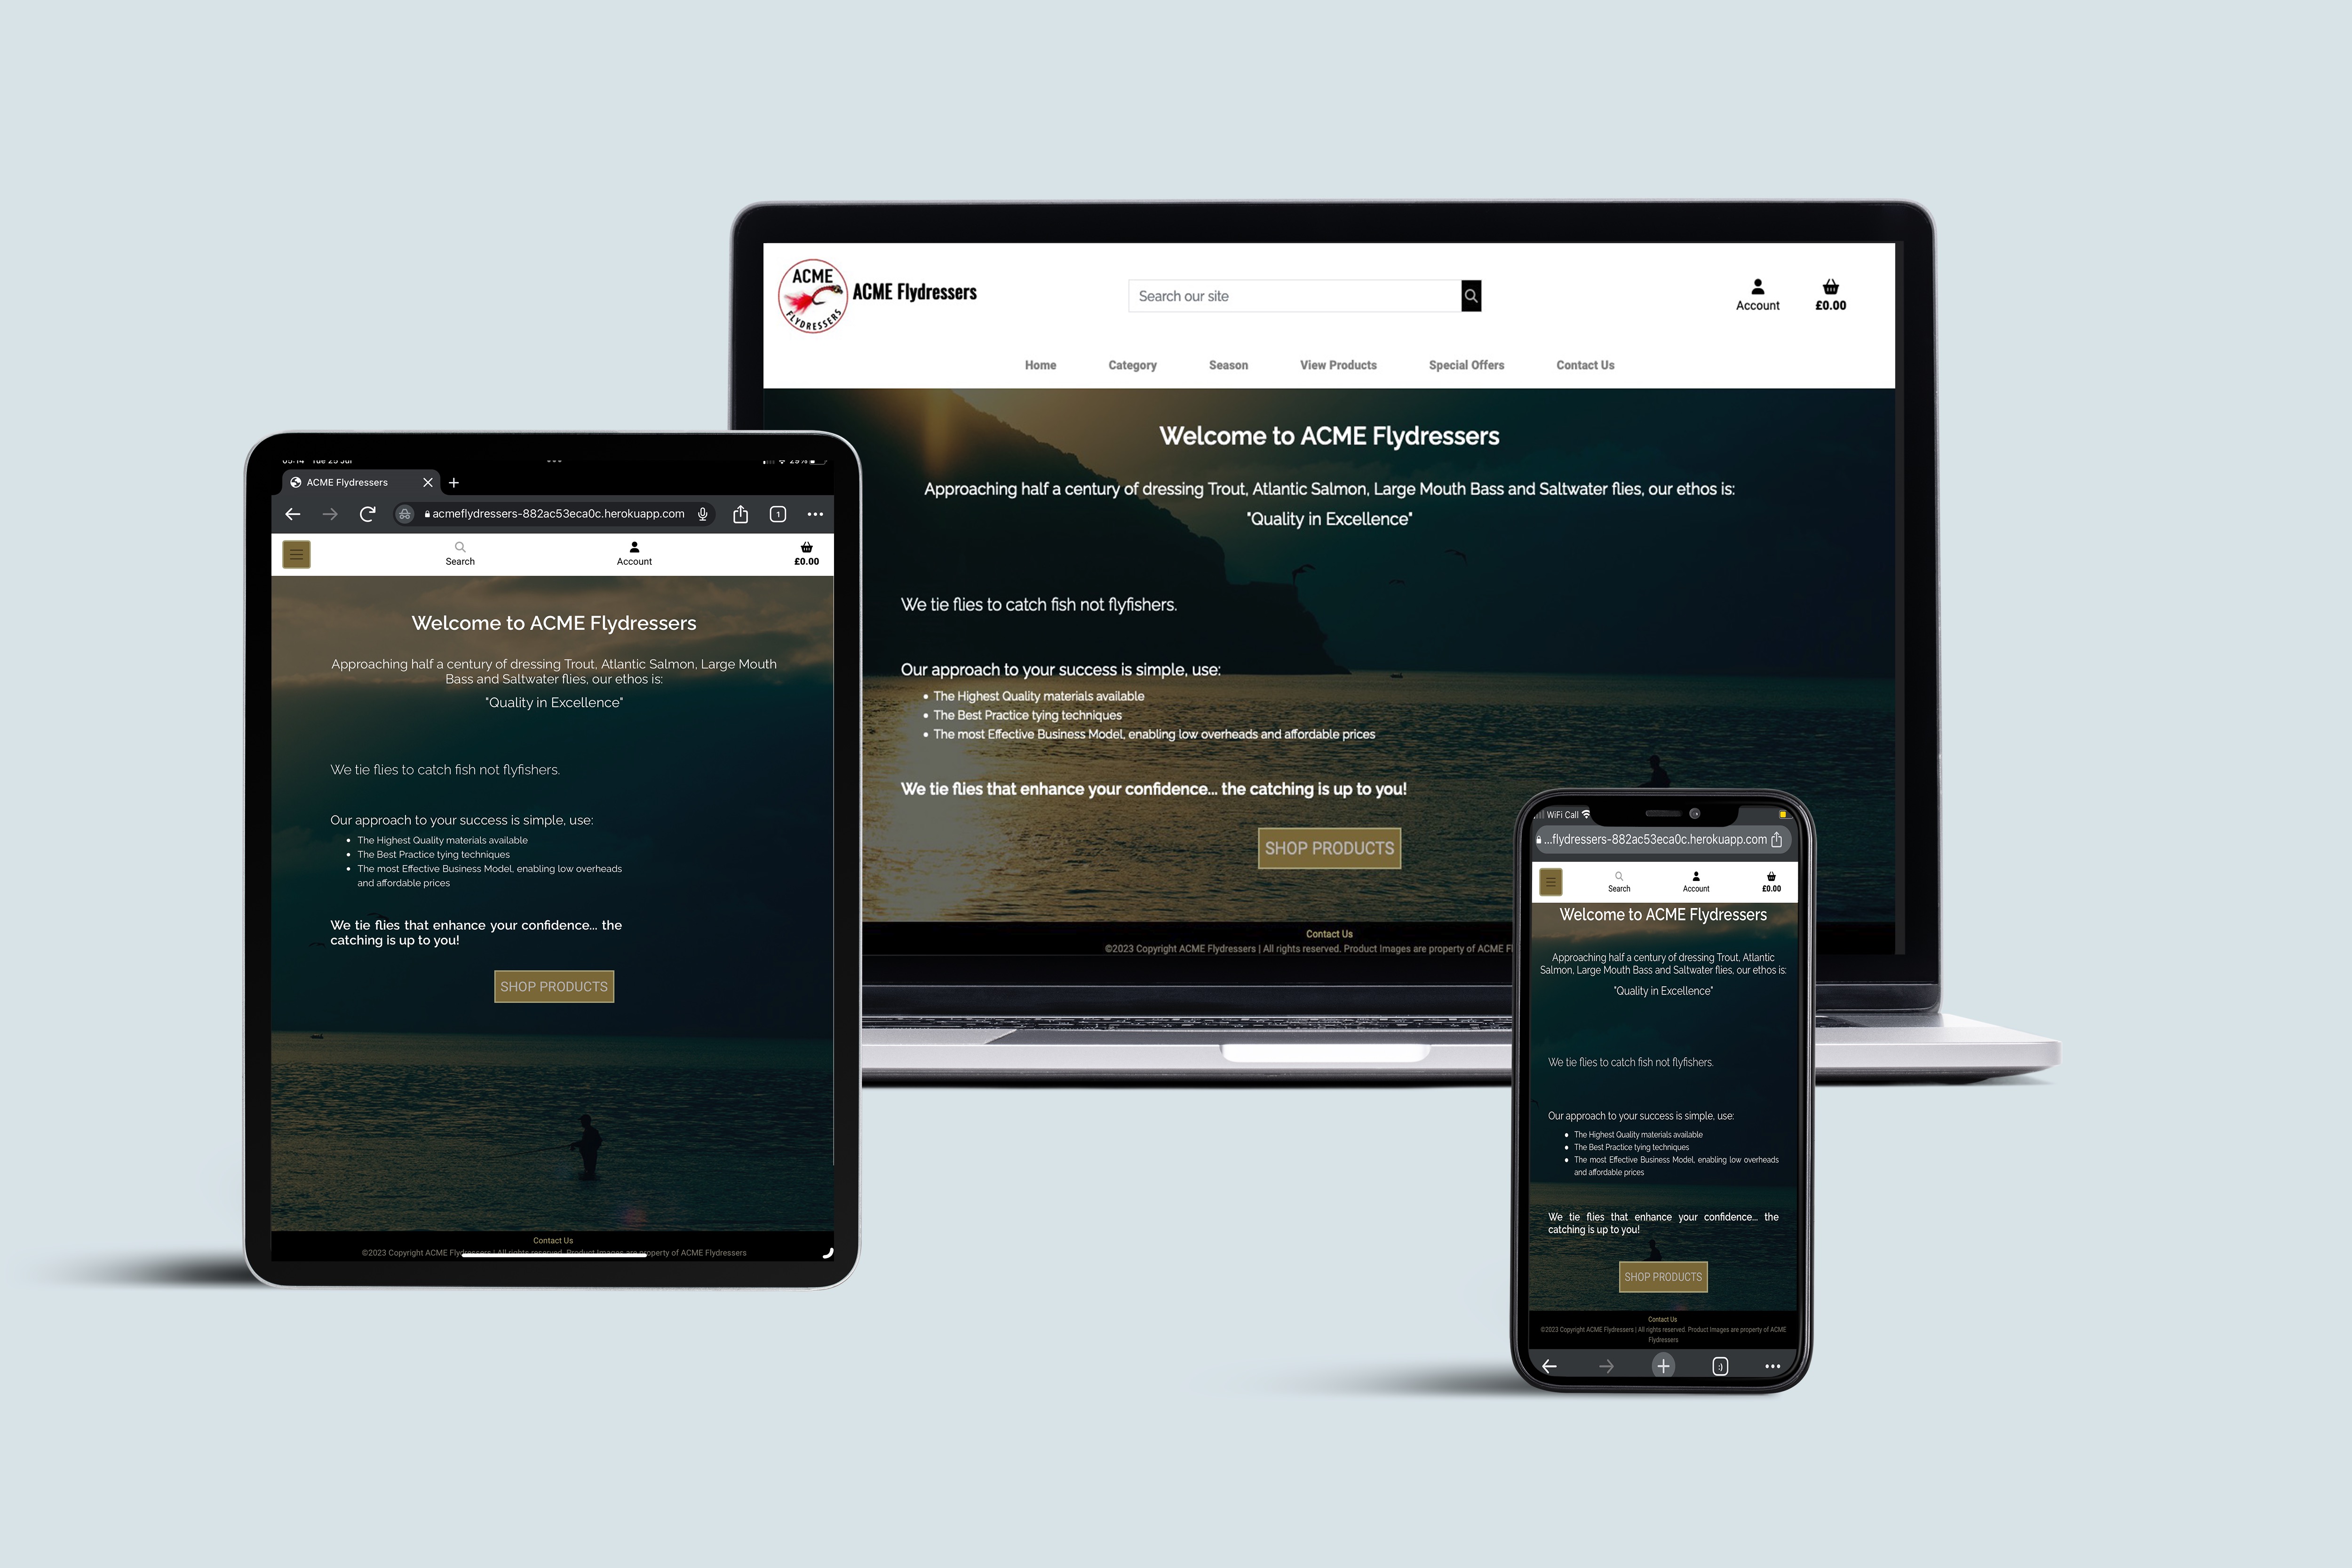 ACME
FLYDRESSERS
ACME Flydressers
Search our site
Account
£0.00
Home Category Season View Products Special Offers Contact Us
Welcome to ACME Flydressers
Approaching half a century of dressing Trout, Atlantic Salmon, Large Mouth Bass and Saltwater flies, our ethos is:
"Quality in Excellence"
We tie flies to catch fish not flyfishers.
Our approach to your success is simple, use:
• The Highest Quality materials available
• The Best Practice tying techniques
• The most Effective Business Model, enabling low overheads and affordable prices
We tie flies that enhance your confidence... the catching is up to you!
SHOP PRODUCTS
Contact Us
©2023 Copyright ACME Flydressers | All rights reserved. Product Images are property of ACME
ACME Flydressers
acmeflydressers-882ac53eca0c.herokuapp.com
1
Search
Account
£0.00
Welcome to ACME Flydressers
Approaching half a century of dressing Trout, Atlantic Salmon, Large Mouth
Bass and Saltwater flies, our ethos is:
"Quality in Excellence"
We tie flies to catch fish not flyfishers.
Our approach to your success is simple, use:
• The Highest Quality materials available
• The Best Practice tying techniques
• The most Effective Business Model, enabling low overheads
and affordable prices
We tie flies that enhance your confidence... the
catching is up to you!
SHOP PRODUCTS
Contact Us
©2023 Copyright ACME Flydressers | All rights reserved. Product Images are property of ACME Flydressers
WiFi Call
...flydressers-882ac53eca0c.herokuapp.com
Search
Account
£0.00
Welcome to ACME Flydressers
Approaching half a century of dressing Trout, Atlantic
Salmon, Large Mouth Bass and Saltwater flies, our ethos is:
"Quality in Excellence"
We tie flies to catch fish not flyfishers.
Our approach to your success is simple, use:
• The Highest Quality materials available
• The Best Practice tying techniques
• The most Effective Business Model, enabling low overheads
and affordable prices
We tie flies that enhance your confidence... the
catching is up to you!
SHOP PRODUCTS
Contact Us
©2023 Copyright ACME Flydressers | All rights reserved. Product Images are property of ACME
Flydressers
:)